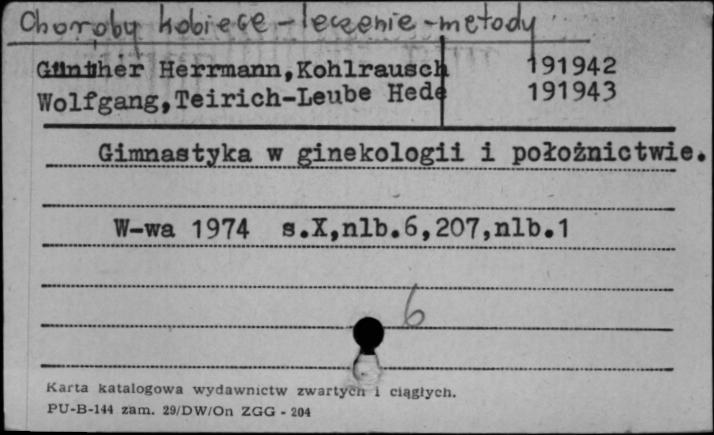 Choroby kobiece - leczenie - metody
Günther Herrmann,Kohlrausch 191942
Wolfgang,Teirich-Leube Hede 191943
Gimnastyka w ginekologii i położnictwie.
W-wa 1974 s.X,nlb.6,207,nlb.1
6
Karta katalogowa wydawnictw zwartych i ciągłych.
PU-B-144 zam. 29/DW/On ZGG - 204